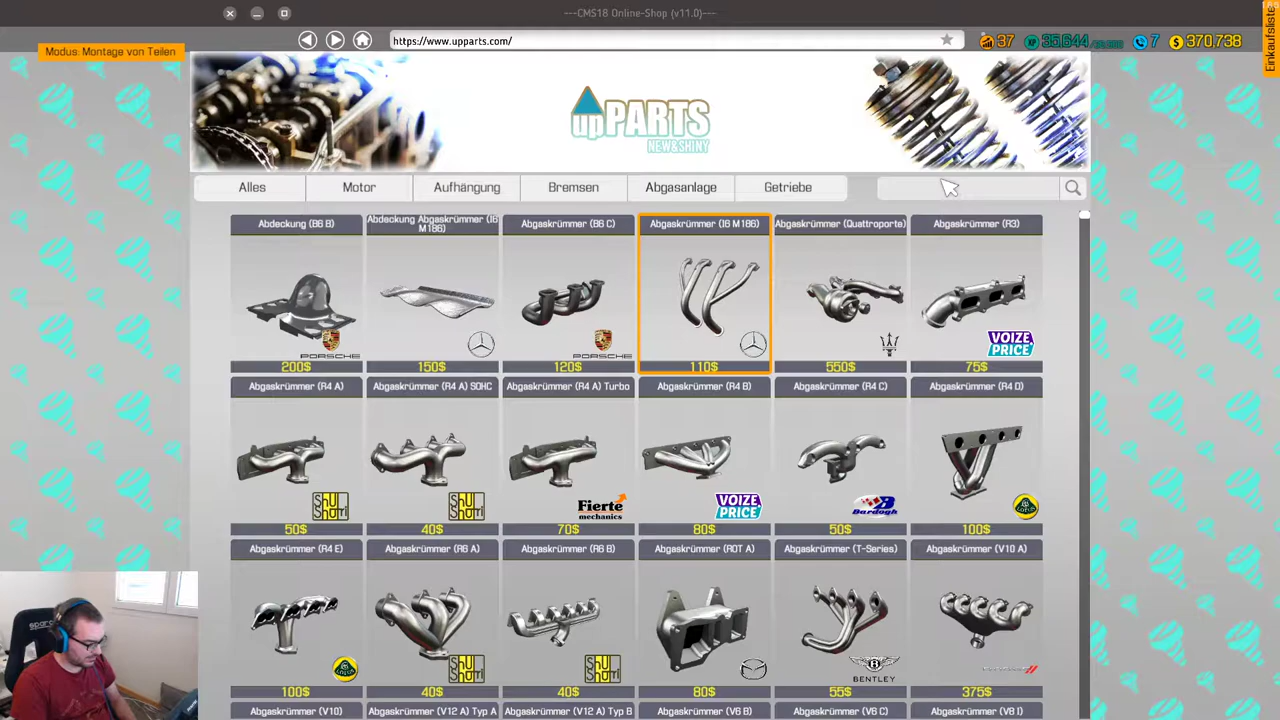 ---CMS18 Online-Shop (v11.0)---
https://www.upparts.com/
Modus: Montage von Teilen
37
7
370,738
Einkaufsliste
upPARTS
NEW&SHINY
Alles
Motor
Aufhängung
Bremsen
Abgasanlage
Getriebe
Abdeckung (B6 B)
Abdeckung Abgaskrümmer (I6
M186)
Abgaskrümmer (B6 C)
Abgaskrümmer (I6 M186)
Abgaskrümmer (Quattroporte)
Abgaskrümmer (R3)
PORSCHE
PORSCHE
VOIZE
PRICE
200$
150$
120$
110$
550$
75$
Abgaskrümmer (R4 A)
Abgaskrümmer (R4 A) SOHC
Abgaskrümmer (R4 A) Turbo
Abgaskrümmer (R4 B)
Abgaskrümmer (R4 C)
Abgaskrümmer (R4 D)
Fierte
mechanics
VOIZE
PRICE
Bardogh
50$
40$
70$
80$
50$
100$
Abgaskrümmer (R4 E)
Abgaskrümmer (R6 A)
Abgaskrümmer (R6 B)
Abgaskrümmer (ROT A)
Abgaskrümmer (T-Series)
Abgaskrümmer (V10 A)
BENTLEY
100$
40$
40$
80$
55$
375$
Abgaskrümmer (V10)
Abgaskrümmer (V12 A) Typ A
Abgaskrümmer (V12 A) Typ B
Abgaskrümmer (V6 B)
Abgaskrümmer (V6 C)
Abgaskrümmer (V8 I)